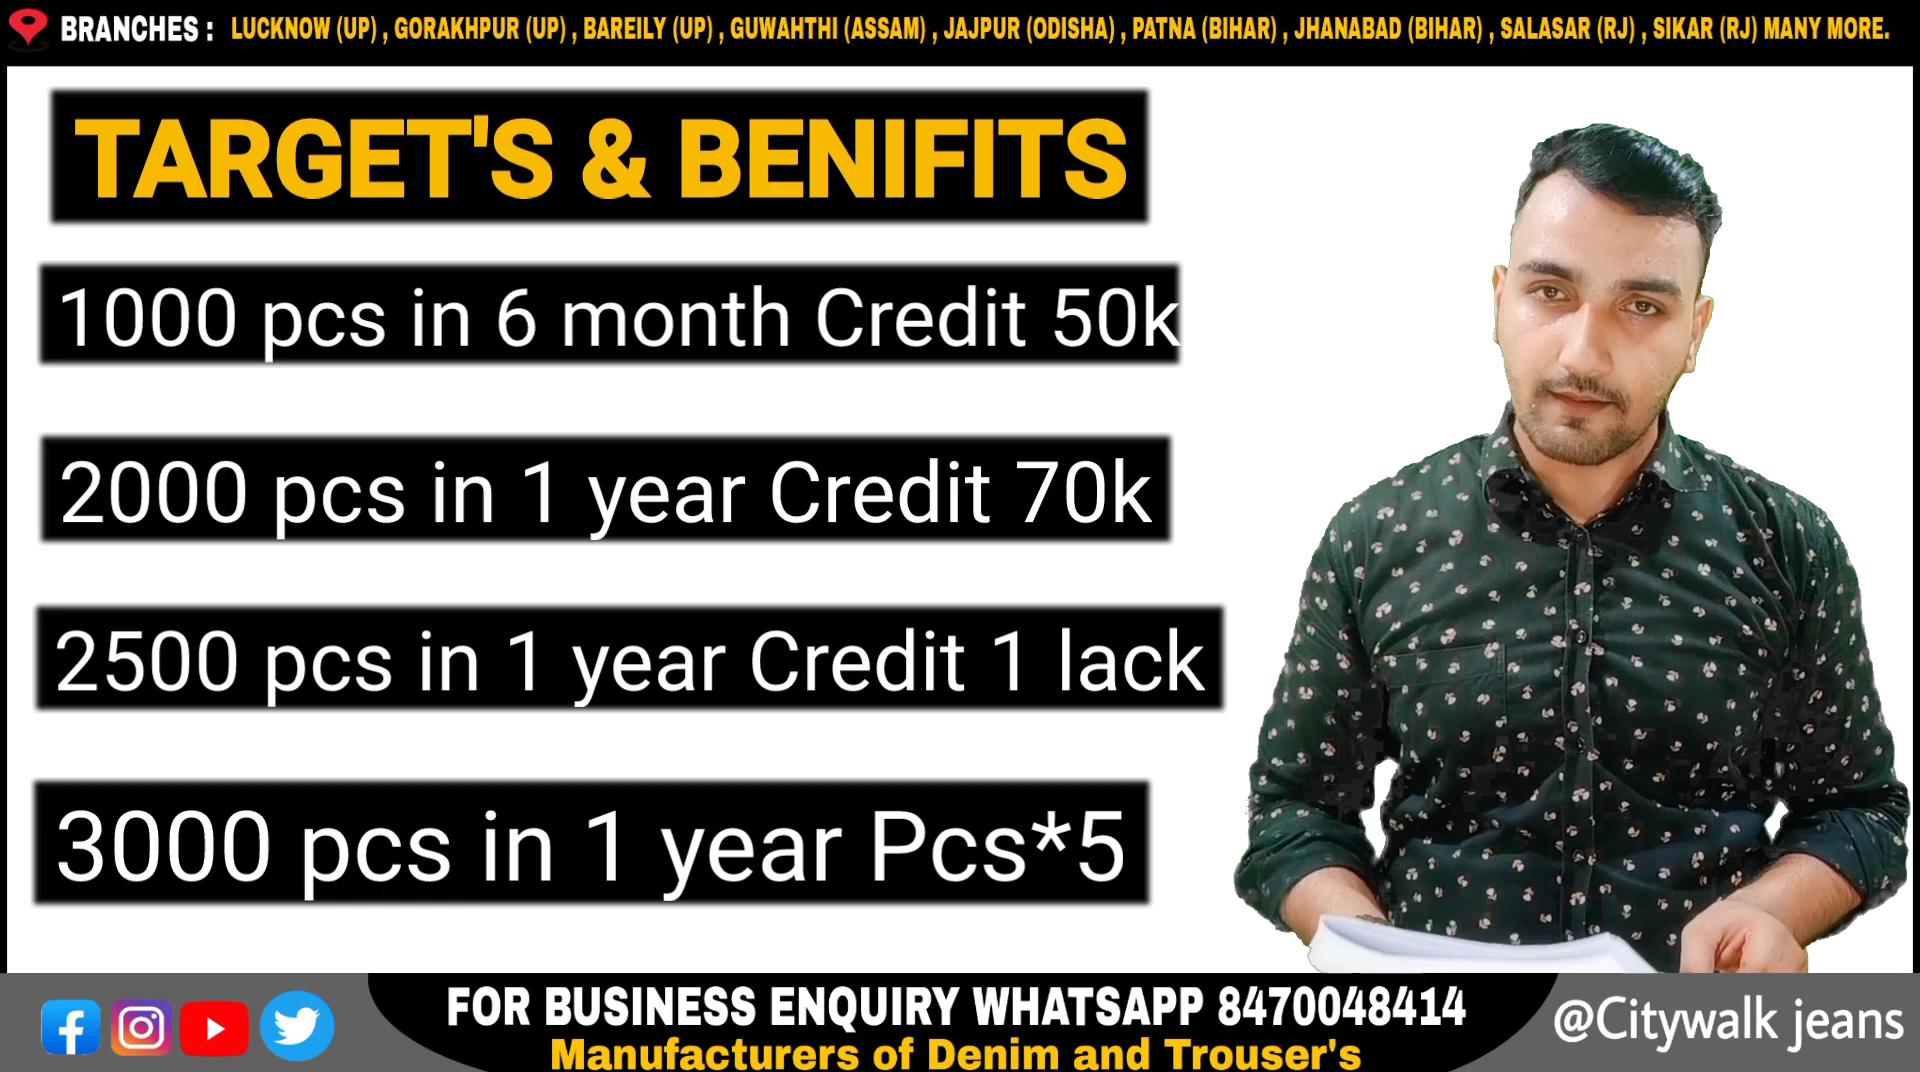 BRANCHES : LUCKNOW (UP) , GORAKHPUR (UP) , BAREILY (UP) , GUWAHTHI (ASSAM) , JAJPUR (ODISHA) , PATNA (BIHAR) , JHANABAD (BIHAR) , SALASAR (RJ) , SIKAR (RJ) MANY MORE.
TARGET'S & BENIFITS
1000 pcs in 6 month Credit 50k
2000 pcs in 1 year Credit 70k
2500 pcs in 1 year Credit 1 lack
3000 pcs in 1 year Pcs*5
FOR BUSINESS ENQUIRY WHATSAPP 8470048414
Manufacturers of Denim and Trouser's
@Citywalk jeans